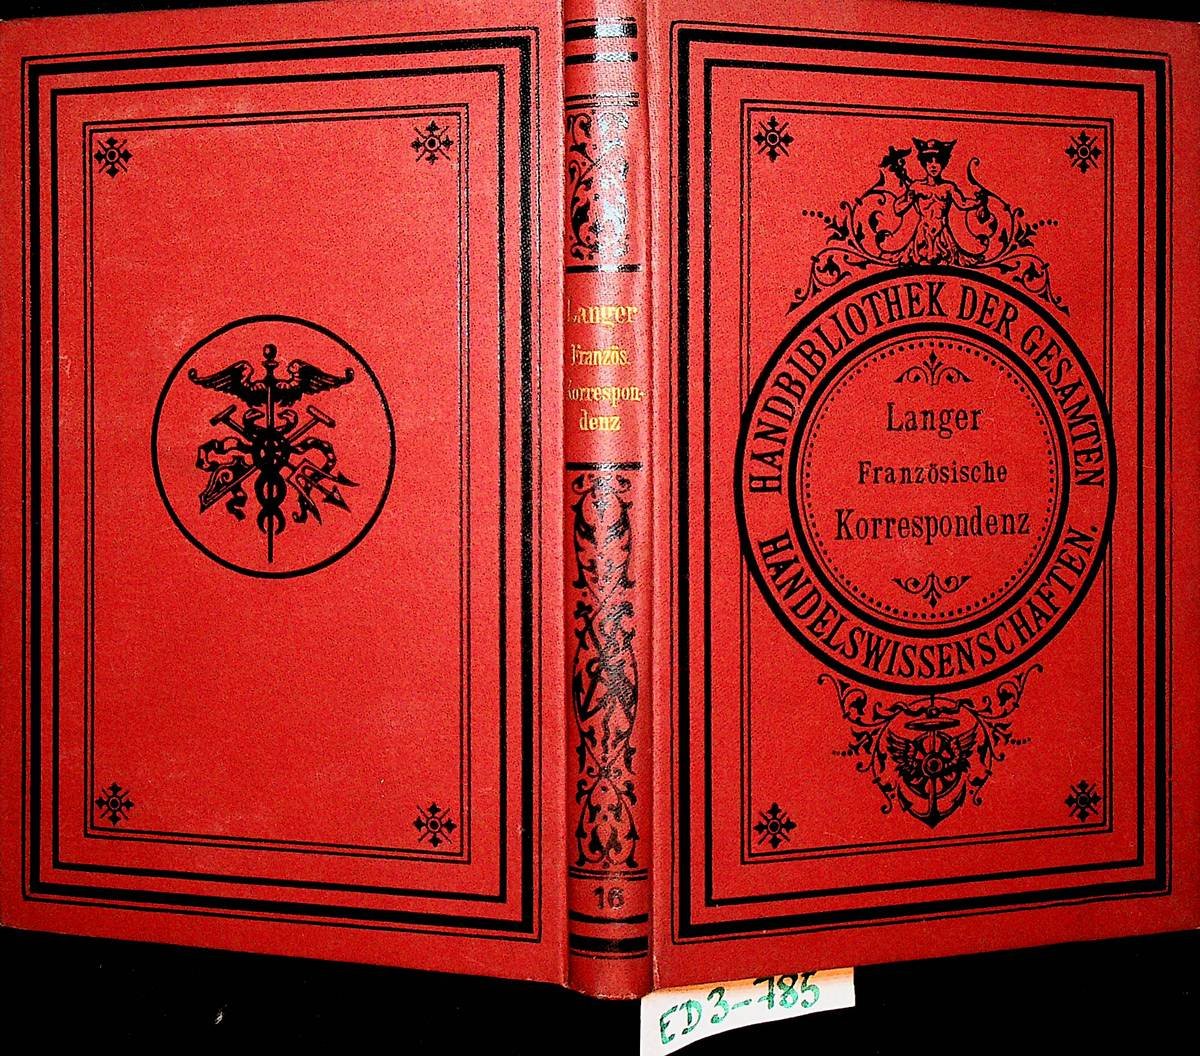 Langer
Französ.
Korrespon-
denz
16
HANDBIBLIOTHEK DER GESAMTEN
HANDELSWISSENSCHAFTEN.
Langer
Französische
Korrespondenz
ED3-785